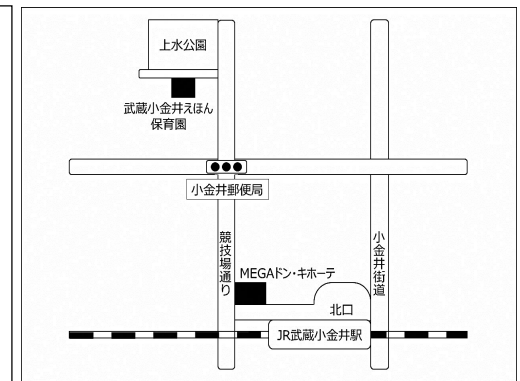 上水公園
武蔵小金井えほん
保育園
小金井郵便局
競技場通り
小金井街道
MEGAドン・キホーテ
北口
JR武蔵小金井駅